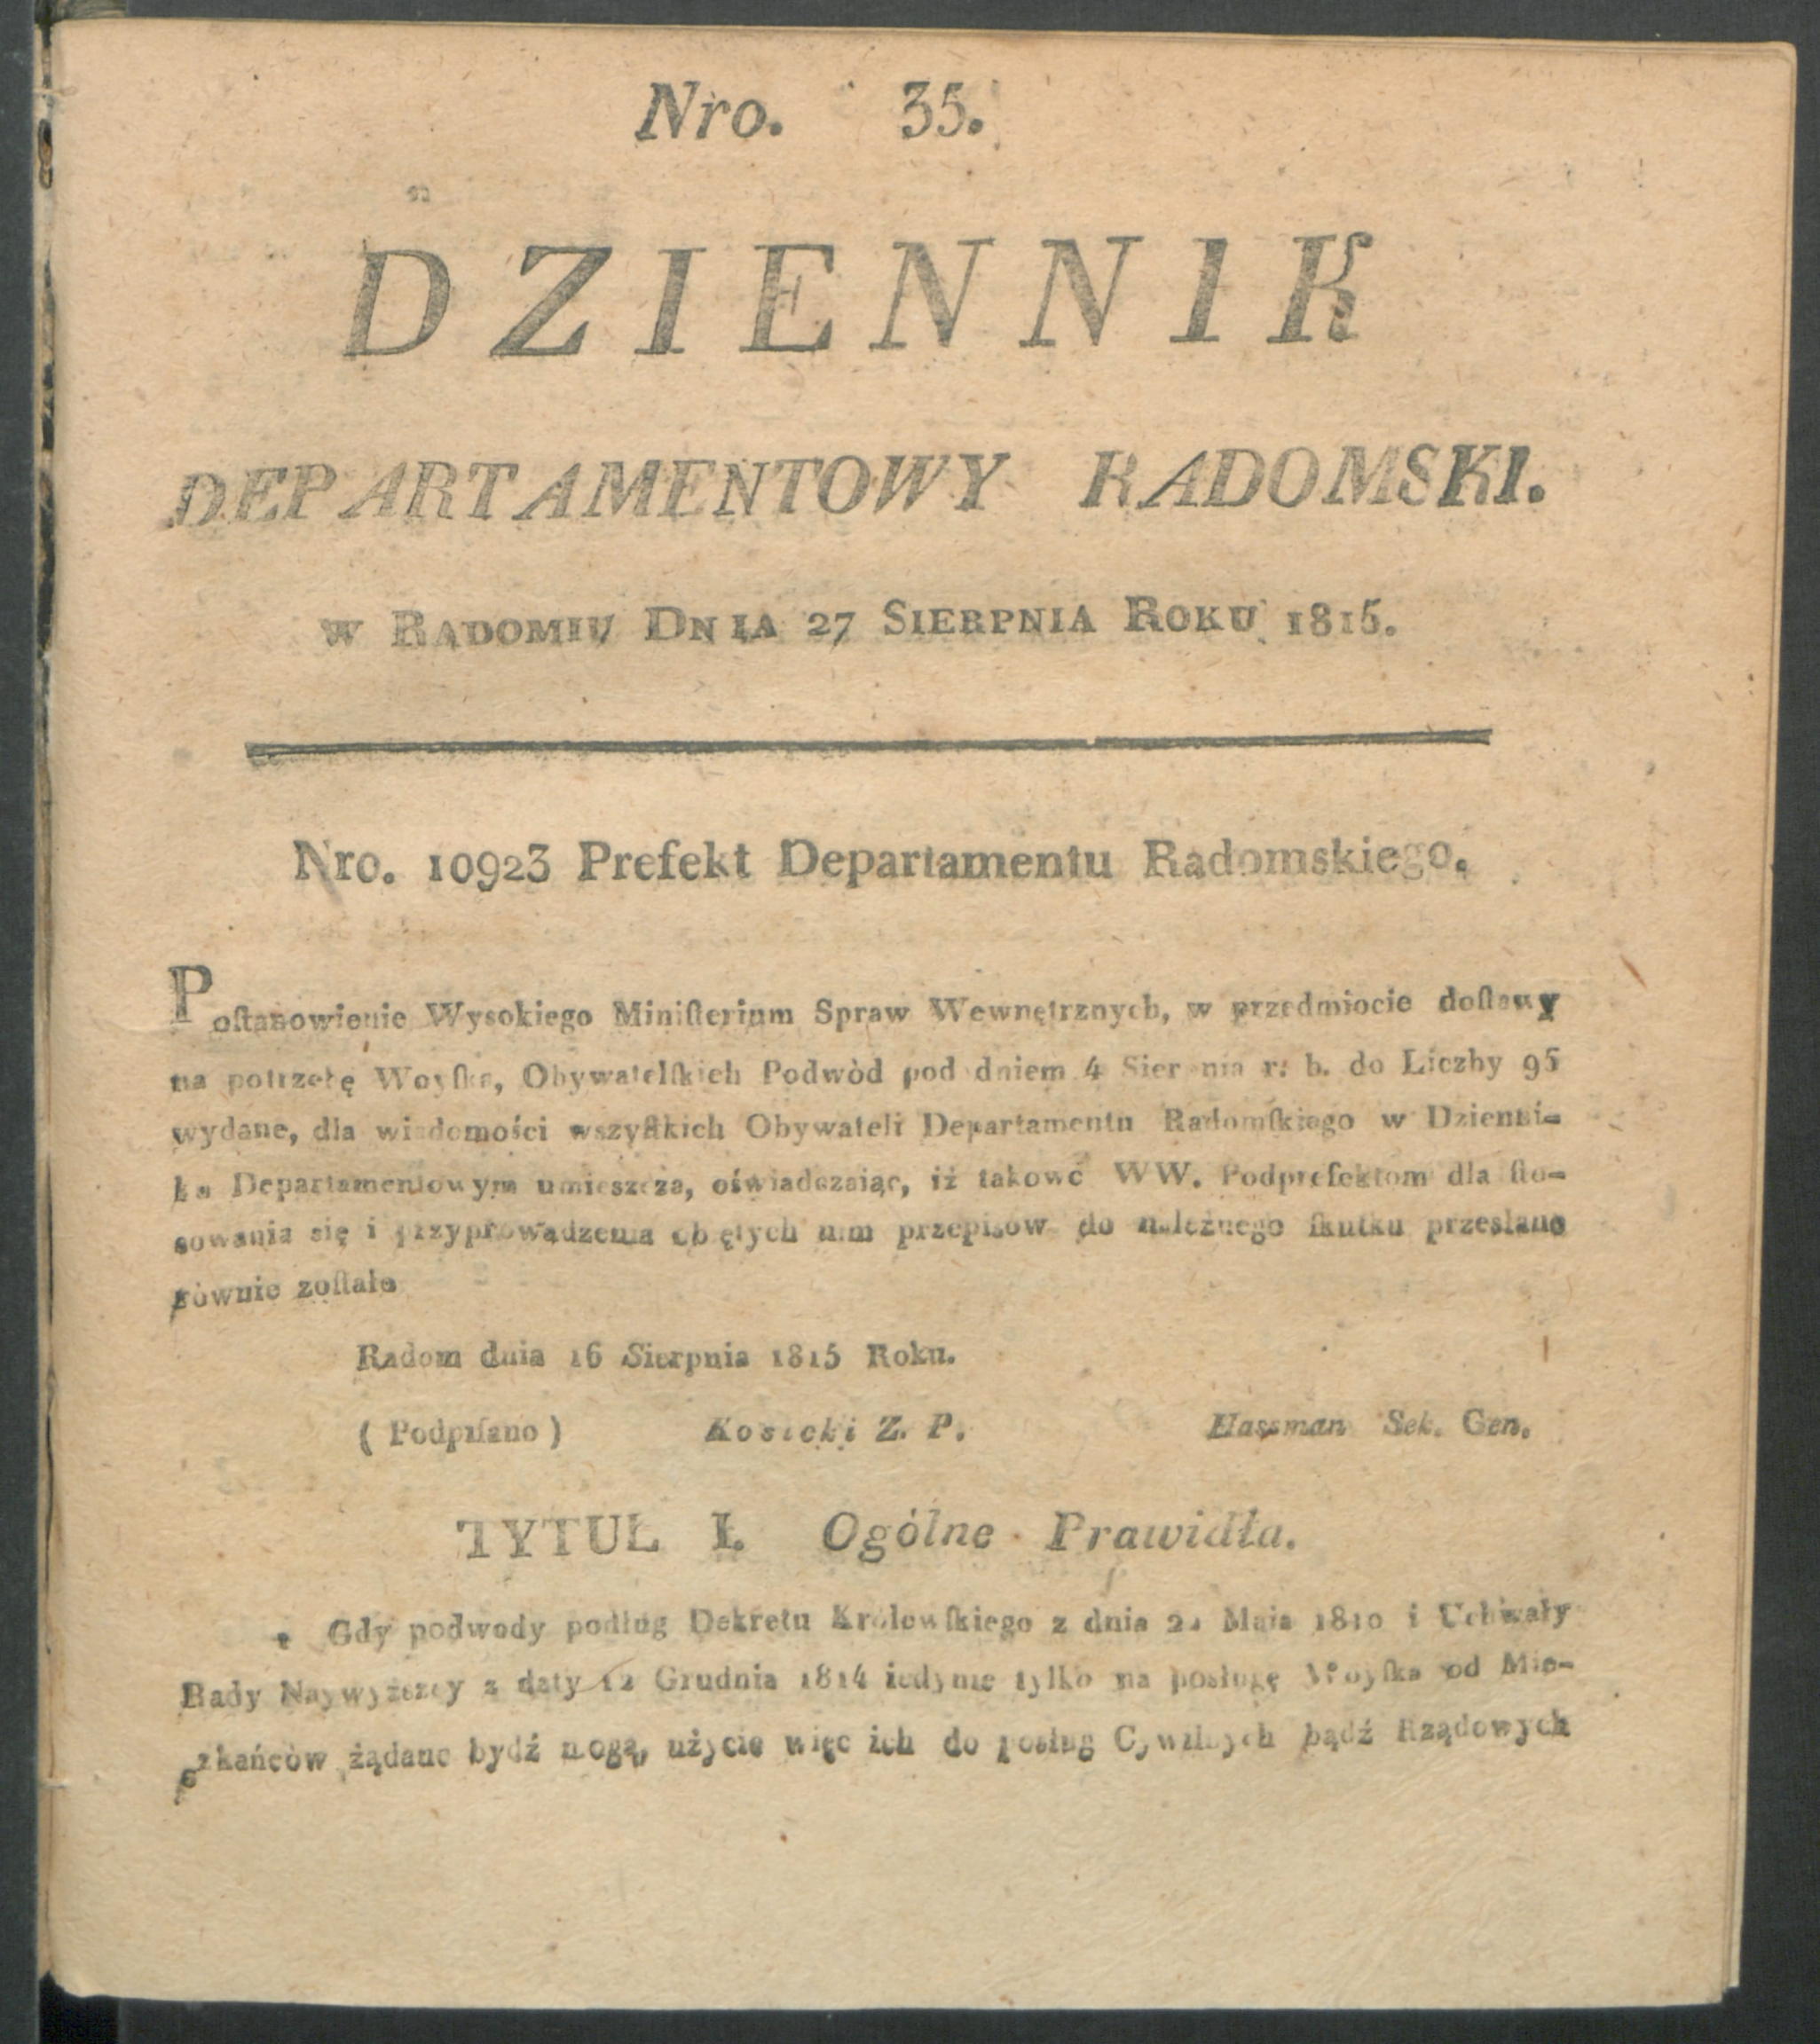 Nro. 35.
DZIENNIK
DEPARTAMENTOWY RADOMSKI.
w Radomiu Dnia 27 Sierpnia Roku 1815.
Nro. 10923 Prefekt Departamentu Radomskiego.
Poſtanowienie Wysokiego Miniſterium Spraw Wewnętrznych, w przedmiocie doſtawy
na potrzebę Woyſka, Obywatelſkich Podwòd pod dniem 4 Sierpnia r. b. do Liczby 95
wydane, dla wiadomości wszyſtkich Obywateli Departamentu Radomſkiego w Dzienni-
ku Departamentowym umieszcza, oświadczaiąc, iż takowe WW. Podprefektom dla ſto-
sowania się i przyprowadzenia obiętych nim przepisow do należnego ſkutku przesłane
równie zoſtało
Radom dnia 16 Sierpnia 1815 Roku.
( Podpiſano ) Kosicki Z. P. Hassman Sek. Gen.
TYTUŁ I. Ogólne Prawidła.
Gdy podwody podług Dekretu Królewſkiego z dnia Maia 1810 i Uchwały
Rady Naywyższey z daty 12 Grudnia 1814 iedynie tylko na posługę Woyſka od Mie-
szkańców żądane bydź mogą, użycie więc ich do posług Cywilnych bądź Rządowych